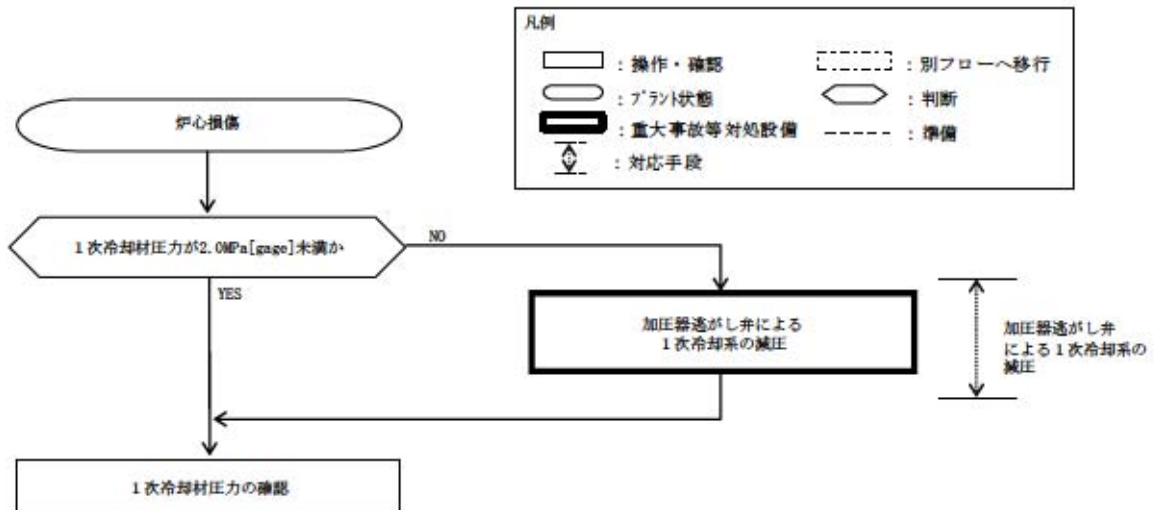 凡例
：操作・確認
：別フローへ移行
：プラント状態
：判断
：重大事故等対処設備
：準備
：対応手段
炉心損傷
１次冷却材圧力が2.0MPa[gage]未満か
NO
YES
加圧器逃がし弁による
１次冷却系の減圧
加圧器逃がし弁
による１次冷却系の
減圧
１次冷却材圧力の確認